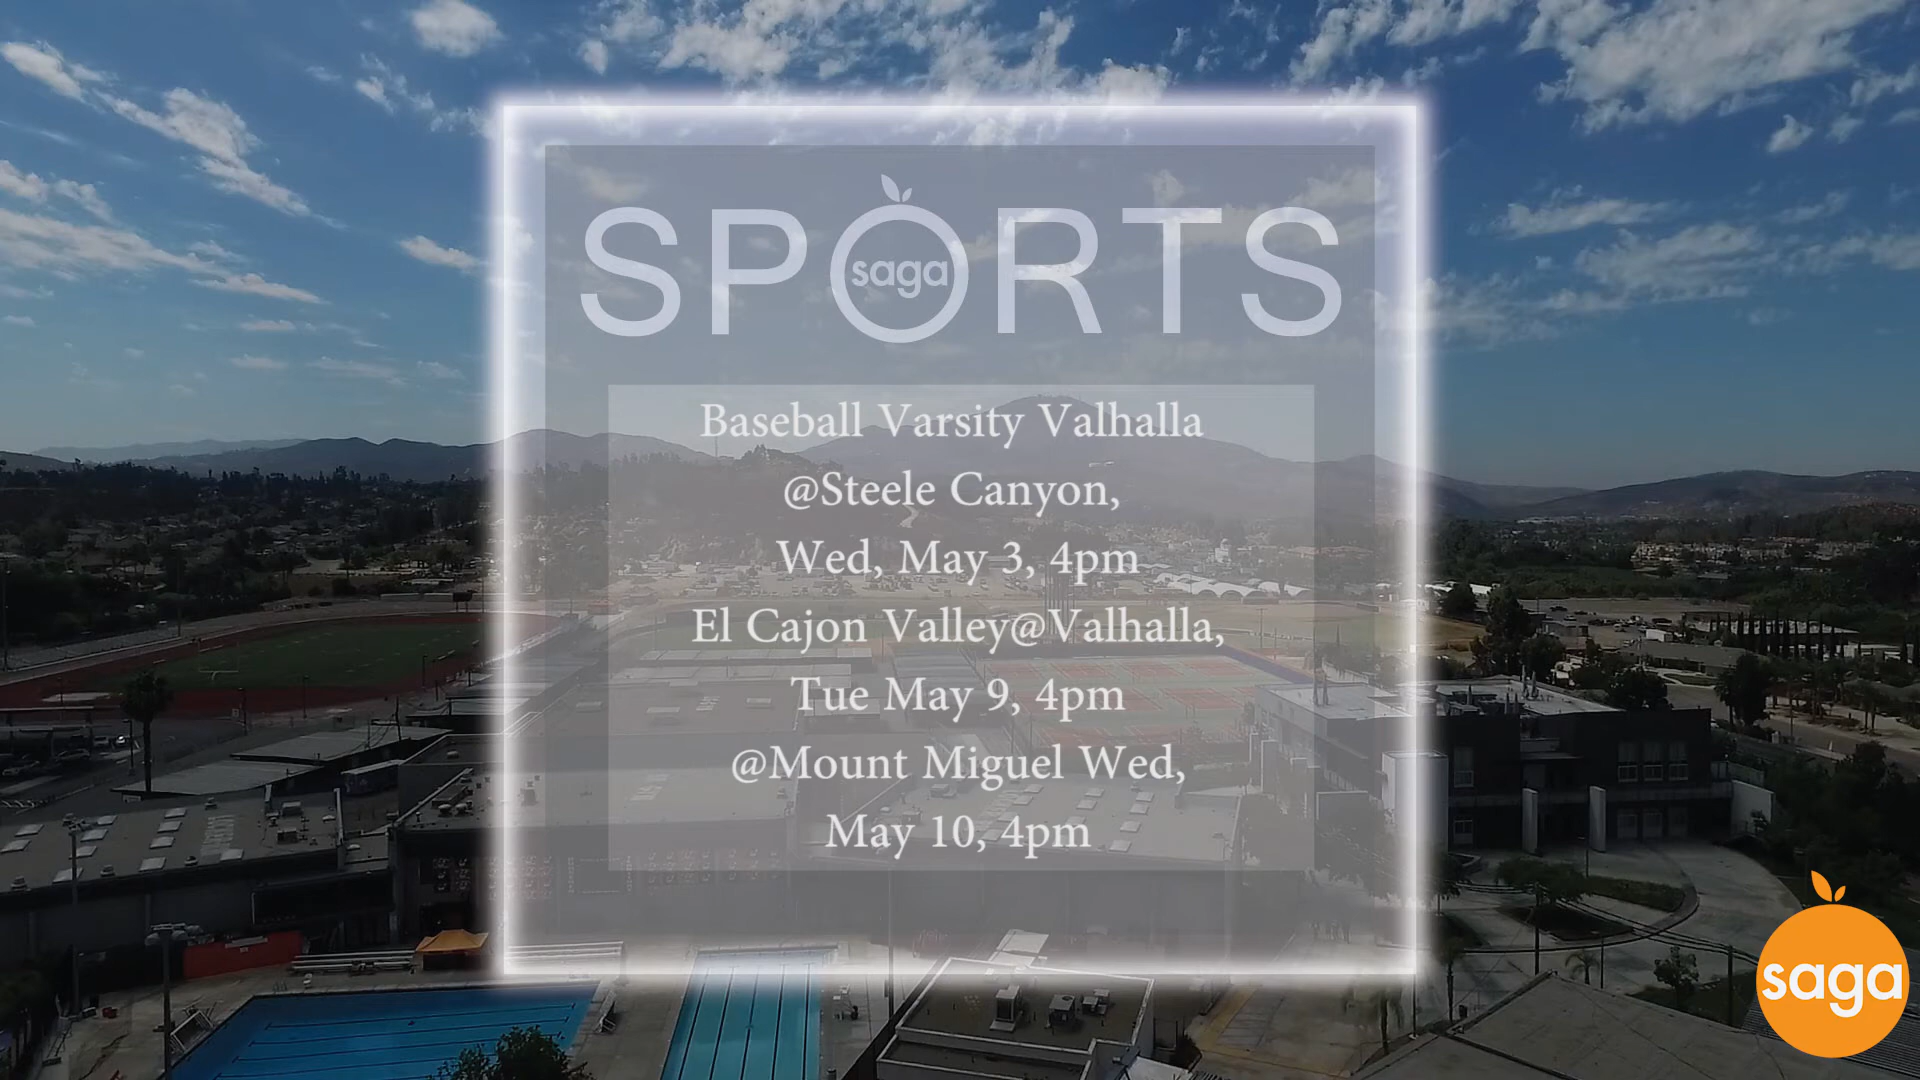 SPORTS
saga
Baseball Varsity Valhalla
@Steele Canyon,
Wed, May 3, 4pm
El Cajon Valley@Valhalla,
Tue May 9, 4pm
@Mount Miguel Wed,
May 10, 4pm
saga